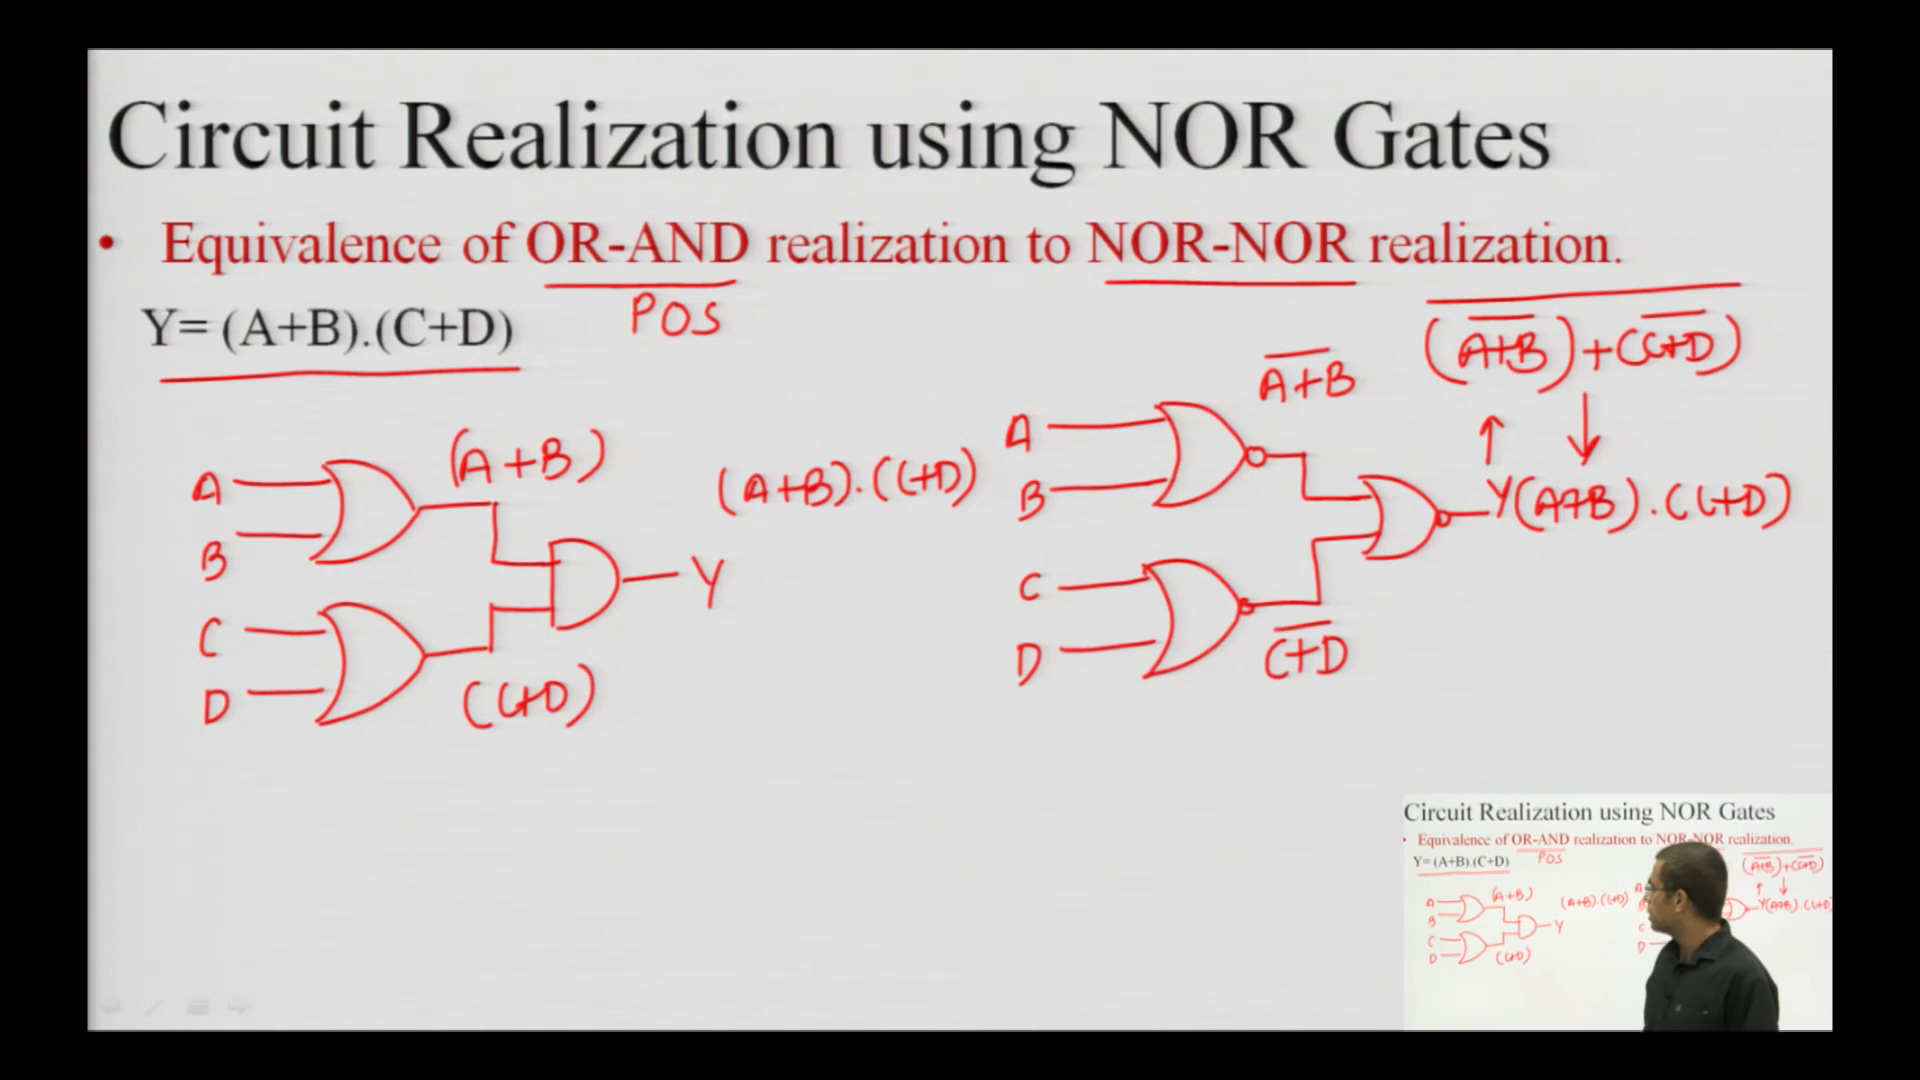 Circuit Realization using NOR Gates
• Equivalence of OR-AND realization to NOR-NOR realization.
POS
Y= (A+B).(C+D)
(A̅+̅B̅)+(C̅+̅D̅)
A̅+̅B̅
A
B
C
D
(A+B)
(C+D)
Y
(A+B).(C+D)
A
B
C
D
C̅+̅D̅
Y(A+B).(C+D)
Circuit Realization using NOR Gates
• Equivalence of OR-AND realization to NOR-NOR realization.
POS
Y= (A+B).(C+D)
(A̅+̅B̅)+(C̅+̅D̅)
A
B
C
D
(A+B)
(C+D)
Y
(A+B).(C+D)
A
C
D
Y(A+B).(C+D)